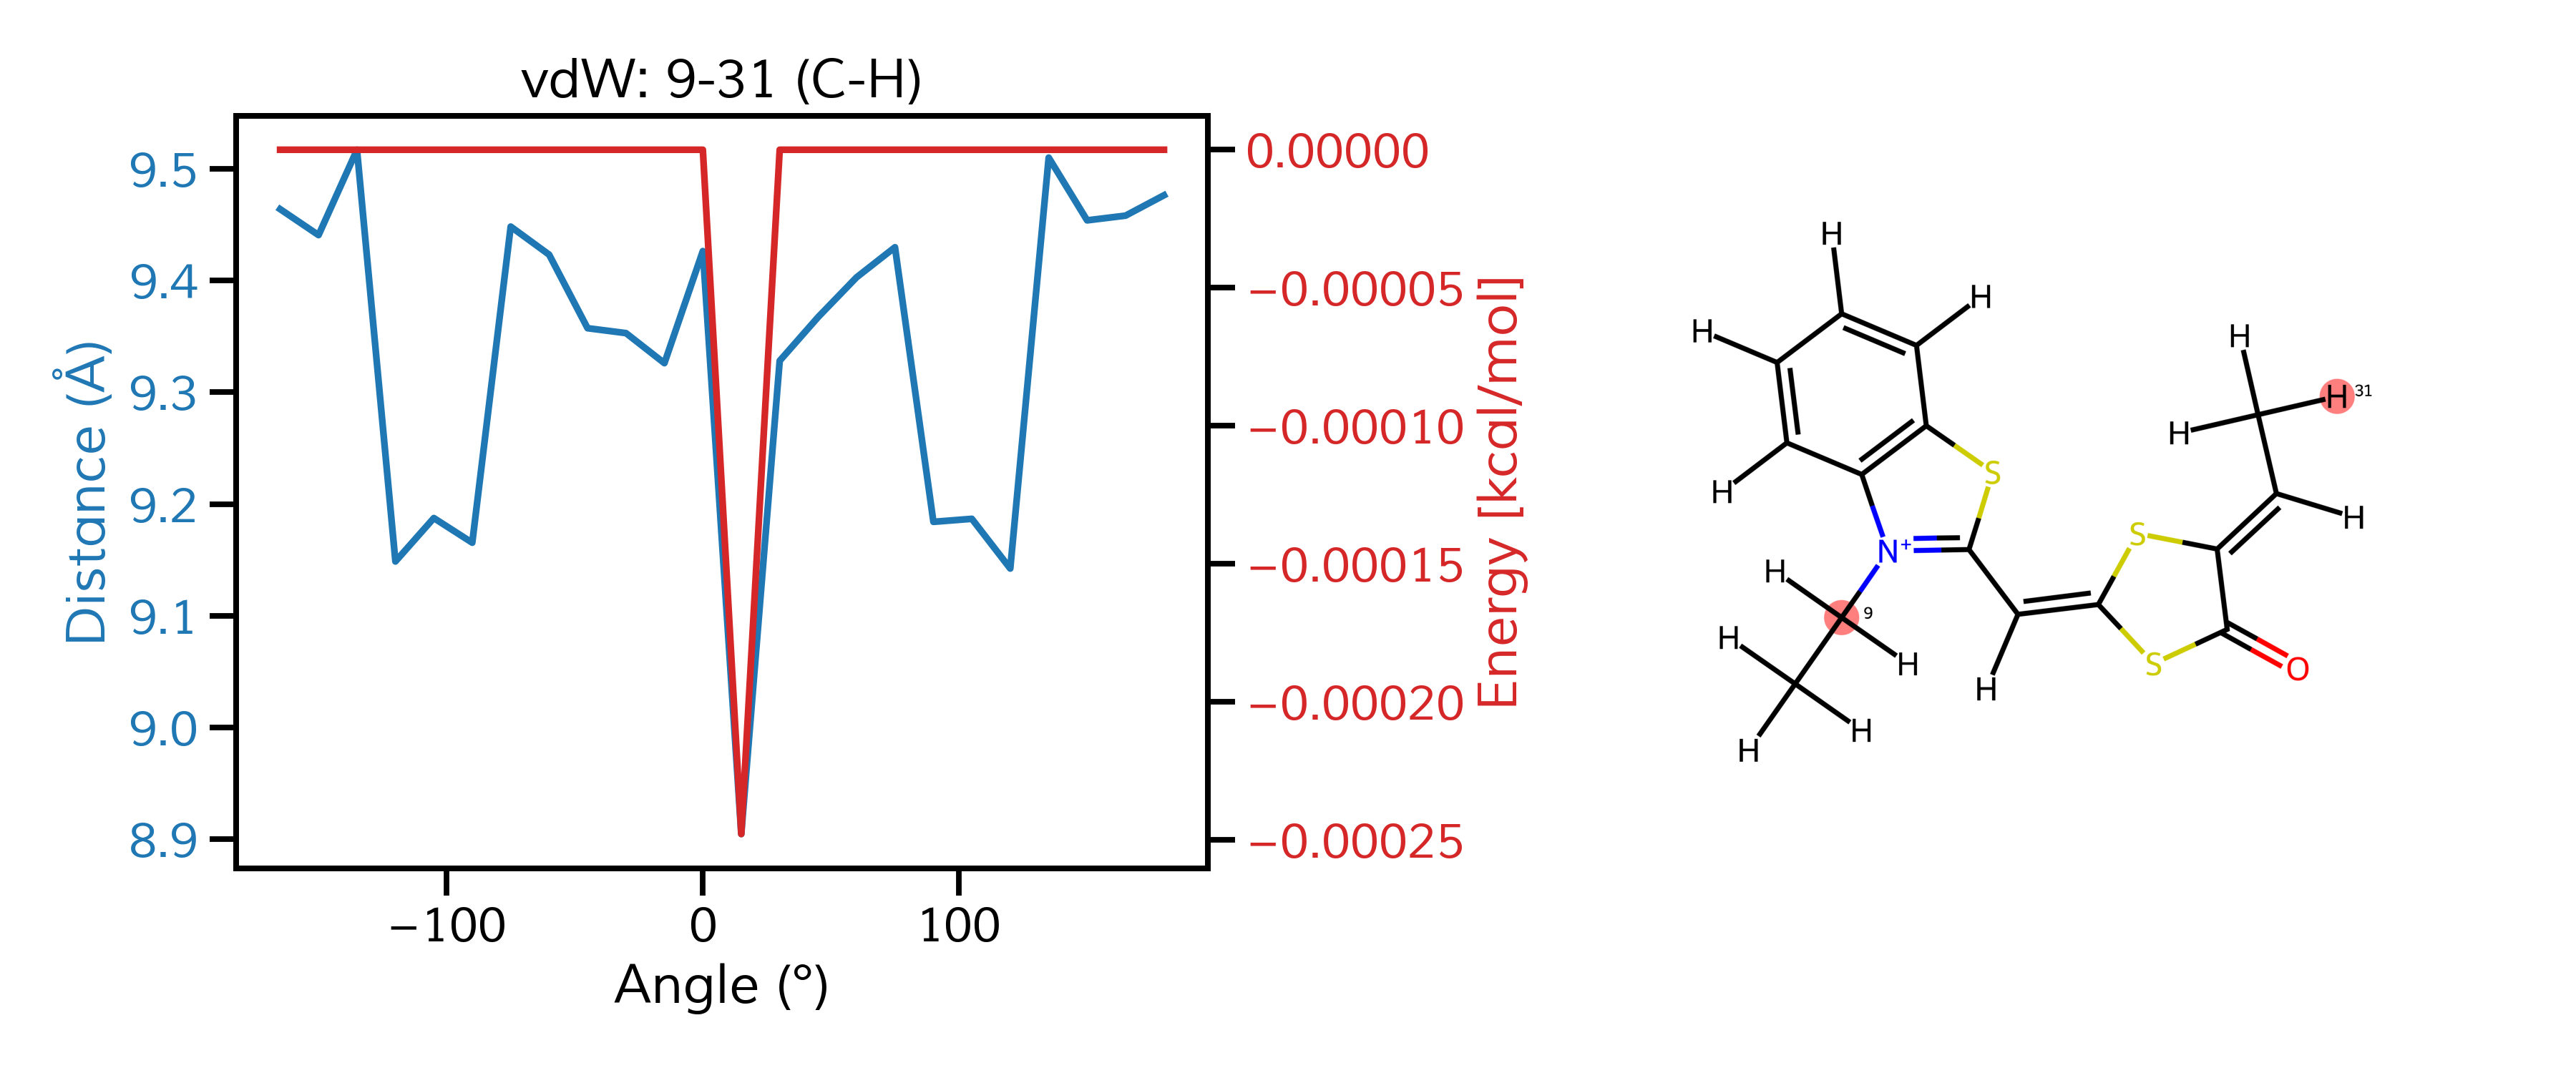 vdW: 9-31 (C-H)
Distance (Å)
9.5
9.4
9.3
9.2
9.1
9.0
8.9
−100
0
100
Angle (°)
0.00000
−0.00005
−0.00010
−0.00015
−0.00020
−0.00025
Energy [kcal/mol]
H
H
H
H
H
H 31
H
S
S
H
N+
H
9
H
H
S
O
H
H
H